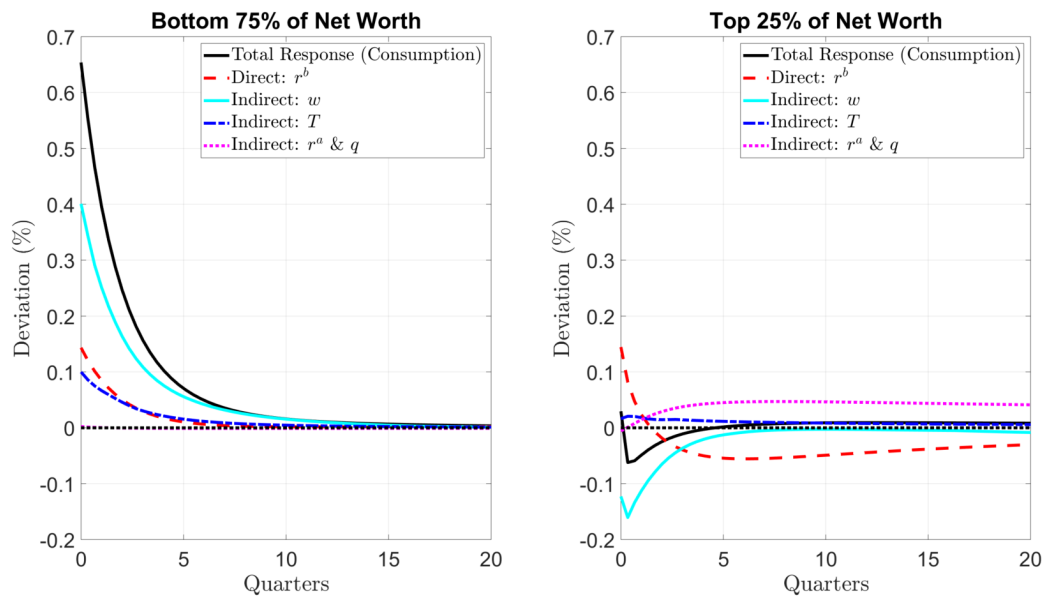 Bottom 75% of Net Worth
Total Response (Consumption)
Direct: r^b
Indirect: w
Indirect: T
Indirect: r^a & q
Deviation (%)
0.7
0.6
0.5
0.4
0.3
0.2
0.1
0
-0.1
-0.2
0 5 10 15 20
Quarters
Top 25% of Net Worth
Total Response (Consumption)
Direct: r^b
Indirect: w
Indirect: T
Indirect: r^a & q
Deviation (%)
0.7
0.6
0.5
0.4
0.3
0.2
0.1
0
-0.1
-0.2
0 5 10 15 20
Quarters